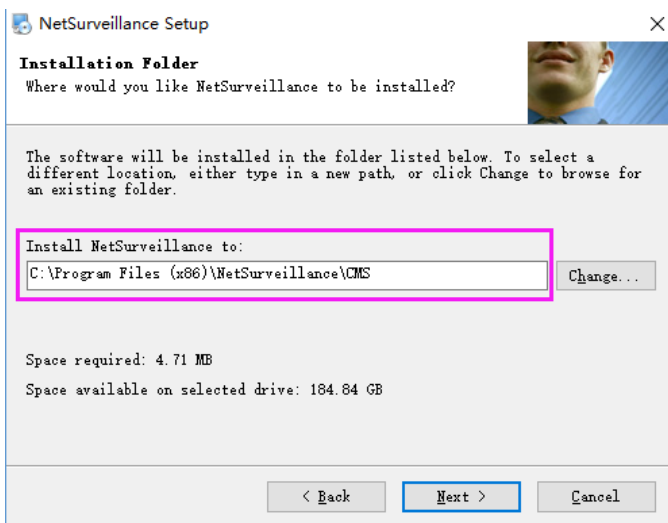 NetSurveillance Setup
Installation Folder
Where would you like NetSurveillance to be installed?
The software will be installed in the folder listed below. To select a
different location, either type in a new path, or click Change to browse for
an existing folder.
Install NetSurveillance to:
C:\Program Files (x86)\NetSurveillance\CMS
Change...
Space required: 4.71 MB
Space available on selected drive: 184.84 GB
< Back
Next >
Cancel